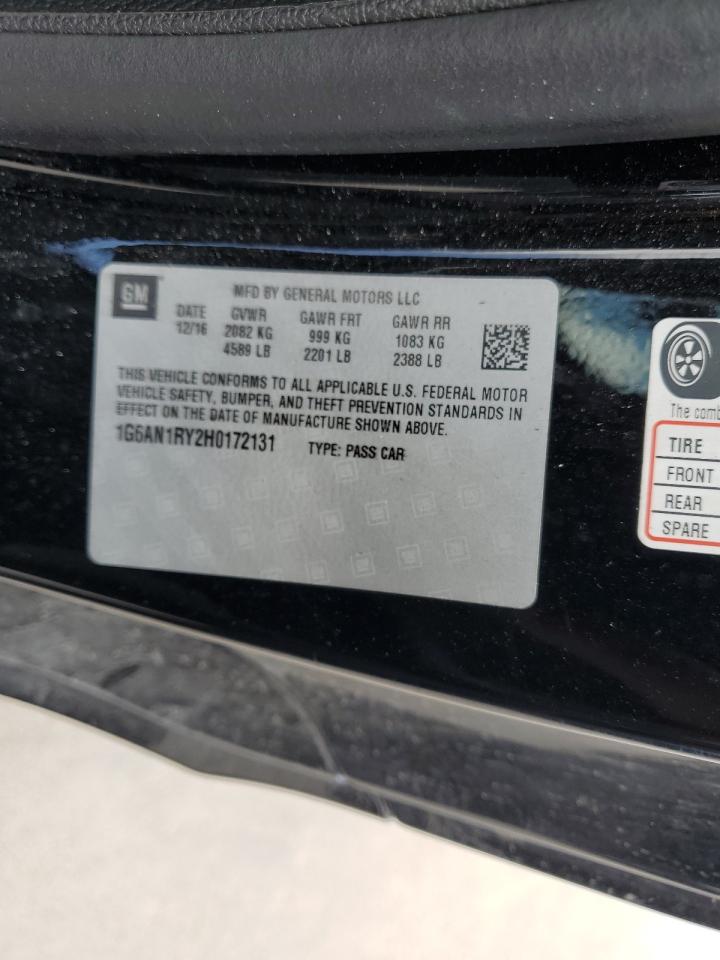 GM
MFD BY GENERAL MOTORS LLC
DATE GVWR GAWR FRT GAWR RR
12/16 2082 KG 999 KG 1083 KG
4589 LB 2201 LB 2388 LB
THIS VEHICLE CONFORMS TO ALL APPLICABLE U.S. FEDERAL MOTOR
VEHICLE SAFETY, BUMPER, AND THEFT PREVENTION STANDARDS IN
EFFECT ON THE DATE OF MANUFACTURE SHOWN ABOVE.
1G6AN1RY2H0172131 TYPE: PASS CAR
The comb
TIRE
FRONT
REAR
SPARE